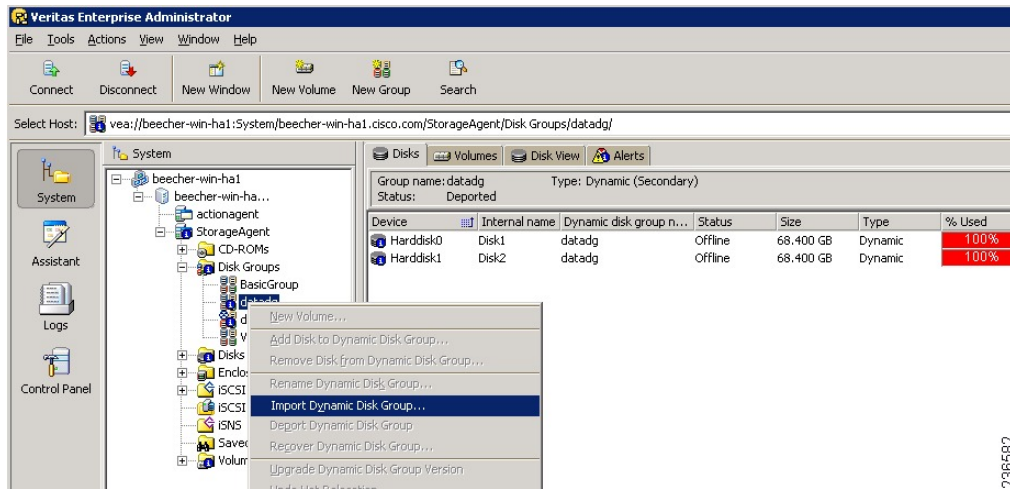 Veritas Enterprise Administrator
File Tools Actions View Window Help
Connect Disconnect New Window New Volume New Group Search
Select Host: vea://beecher-win-ha1:System/beecher-win-ha1.cisco.com/StorageAgent/Disk Groups/datadg/
System
Assistant
Logs
Control Panel
System
beecher-win-ha1
beecher-win-ha...
actionagent
StorageAgent
CD-ROMs
Disk Groups
BasicGroup
datadg
d
V
Disks
Enclo
iSCSI
iSCSI
iSNS
Saved
Volum
New Volume...
Add Disk to Dynamic Disk Group...
Remove Disk from Dynamic Disk Group...
Rename Dynamic Disk Group...
Import Dynamic Disk Group...
Deport Dynamic Disk Group
Recover Dynamic Disk Group...
Upgrade Dynamic Disk Group Version
Undo Hot Relocation
Disks Volumes Disk View Alerts
Group name: datadg Type: Dynamic (Secondary)
Status: Deported
Device Internal name Dynamic disk group n... Status Size Type % Used
Harddisk0 Disk1 datadg Offline 68.400 GB Dynamic 100%
Harddisk1 Disk2 datadg Offline 68.400 GB Dynamic 100%
236582